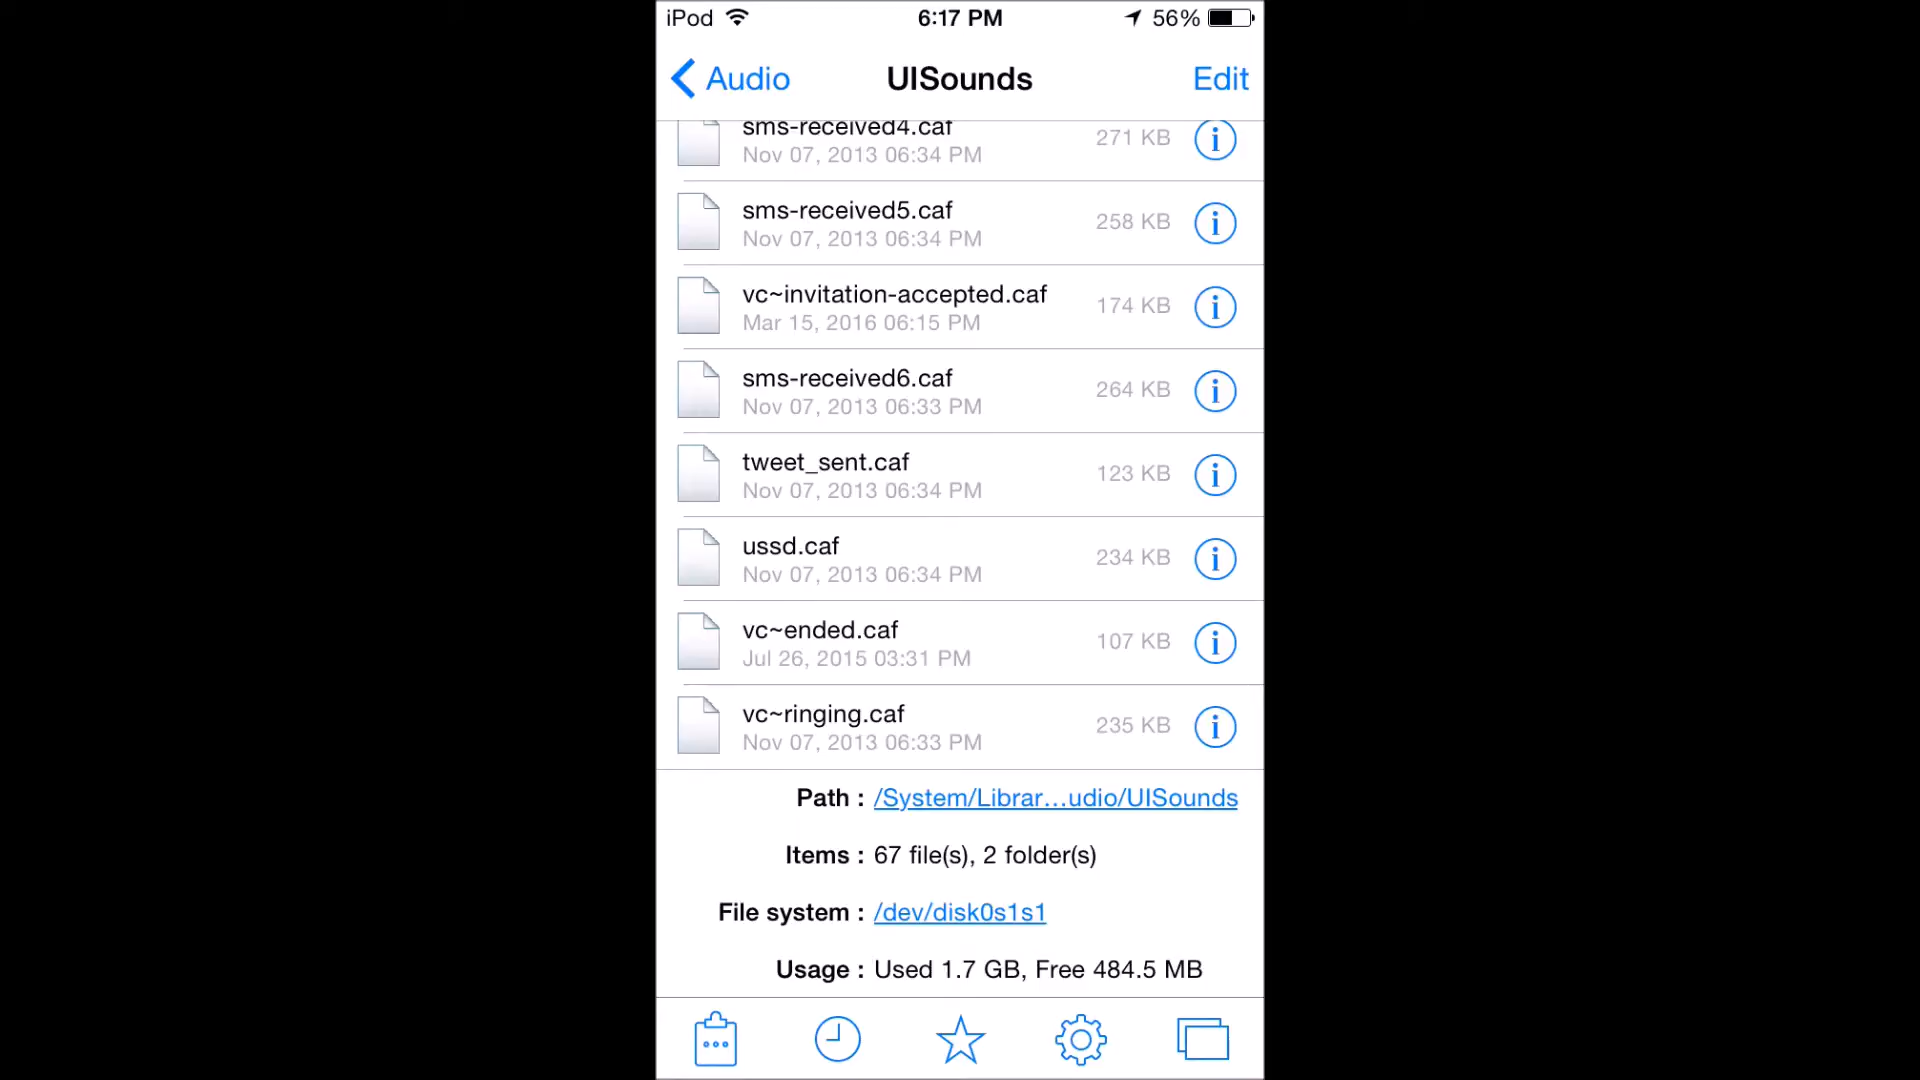 iPod 6:17 PM 56%
Audio UISounds Edit
sms-received4.caf
271 KB
Nov 07, 2013 06:34 PM
sms-received5.caf
258 KB
Nov 07, 2013 06:34 PM
vc~invitation-accepted.caf
174 KB
Mar 15, 2016 06:15 PM
sms-received6.caf
264 KB
Nov 07, 2013 06:33 PM
tweet_sent.caf
123 KB
Nov 07, 2013 06:34 PM
ussd.caf
234 KB
Nov 07, 2013 06:34 PM
vc~ended.caf
107 KB
Jul 26, 2015 03:31 PM
vc~ringing.caf
235 KB
Nov 07, 2013 06:33 PM
Path : /System/Librar...udio/UISounds
Items : 67 file(s), 2 folder(s)
File system : /dev/disk0s1s1
Usage : Used 1.7 GB, Free 484.5 MB